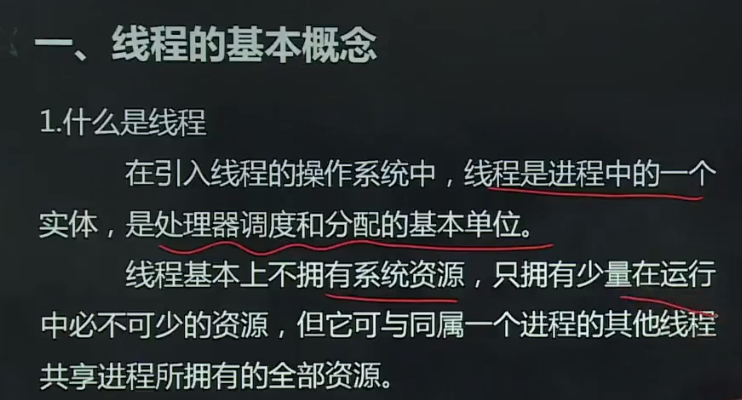 一、线程的基本概念
1.什么是线程
在引入线程的操作系统中，线程是进程中的一个
实体，是处理器调度和分配的基本单位。
线程基本上不拥有系统资源，只拥有少量在运行
中必不可少的资源，但它可与同属一个进程的其他线程
共享进程所拥有的全部资源。